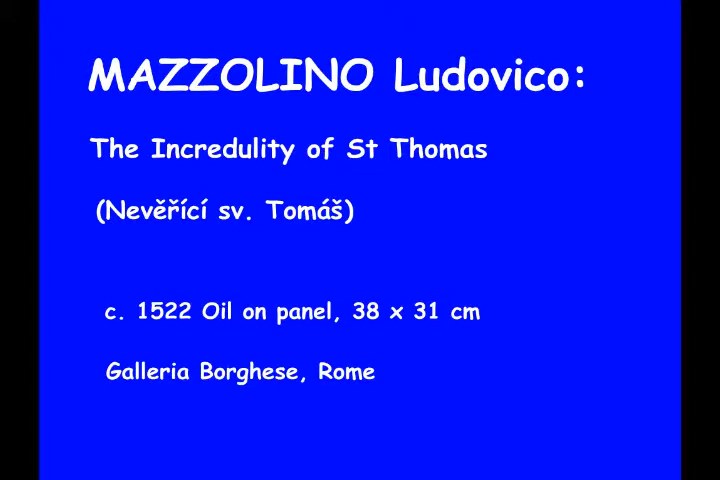 MAZZOLINO Ludovico:
The Incredulity of St Thomas
(Nevěřící sv. Tomáš)
c. 1522 Oil on panel, 38 x 31 cm
Galleria Borghese, Rome